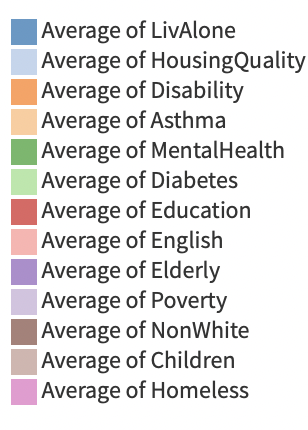 Average of LivAlone
Average of HousingQuality
Average of Disability
Average of Asthma
Average of MentalHealth
Average of Diabetes
Average of Education
Average of English
Average of Elderly
Average of Poverty
Average of NonWhite
Average of Children
Average of Homeless